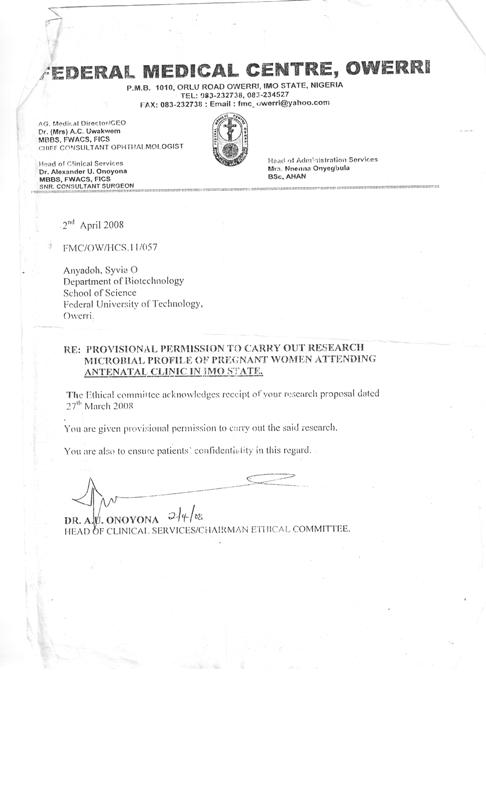 FEDERAL MEDICAL CENTRE, OWERRI
P.M.B. 1010, ORLU ROAD OWERRI, IMO STATE, NIGERIA
TEL: 083-232738, 083-234527
FAX: 083-232738 : Email : fmc_owerri@yahoo.com
AG. Medical Director/CEO
Dr. (Mrs) A.C. Uwakwem
MBBS, FWACS, FICS
CHIEF CONSULTANT OPHTHALMOLOGIST
Head of Clinical Services
Dr. Alexander U. Onoyona
MBBS, FWACS, FICS
SNR. CONSULTANT SURGEON
Head of Administration Services
Mrs. Nnenna Onyegbula
BSc, AHAN
2nd April 2008
FMC/OW/HCS.11/057
Anyadoh, Syvia O
Department of Biotechnology
School of Science
Federal University of Technology,
Owerri.
RE: PROVISIONAL PERMISSION TO CARRY OUT RESEARCH
MICROBIAL PROFILE OF PREGNANT WOMEN ATTENDING
ANTENATAL CLINIC IN IMO STATE.
The Ethical committee acknowledges receipt of your research proposal dated
27th March 2008
You are given provisional permission to carry out the said research.
You are also to ensure patients' confidentiality in this regard.
DR. A.U. ONOYONA 2/4/08
HEAD OF CLINICAL SERVICES/CHAIRMAN ETHICAL COMMITTEE.